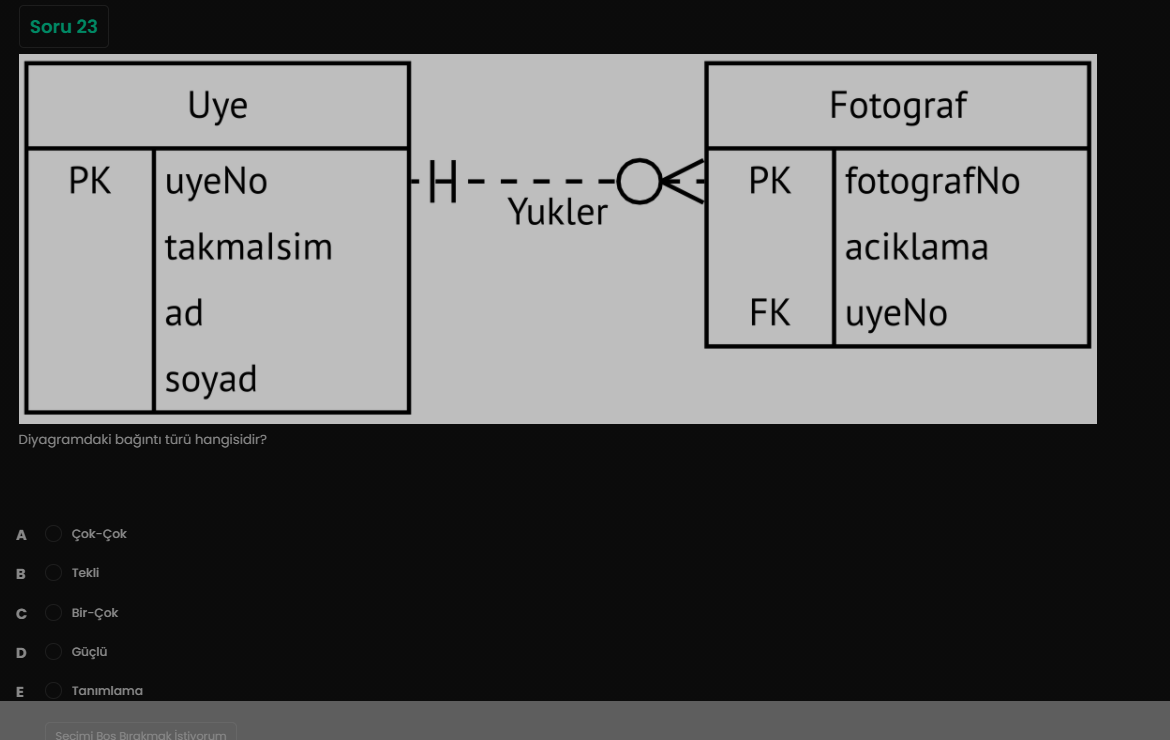 Soru 23
Uye
Fotograf
PK uyeNo
takmaIsim
ad
soyad
Yukler
PK fotografNo
aciklama
FK uyeNo
Diyagramdaki bağıntı türü hangisidir?
A Çok-Çok
B Tekli
C Bir-Çok
D Güçlü
E Tanımlama
Seçimi Boş Bırakmak İstiyorum